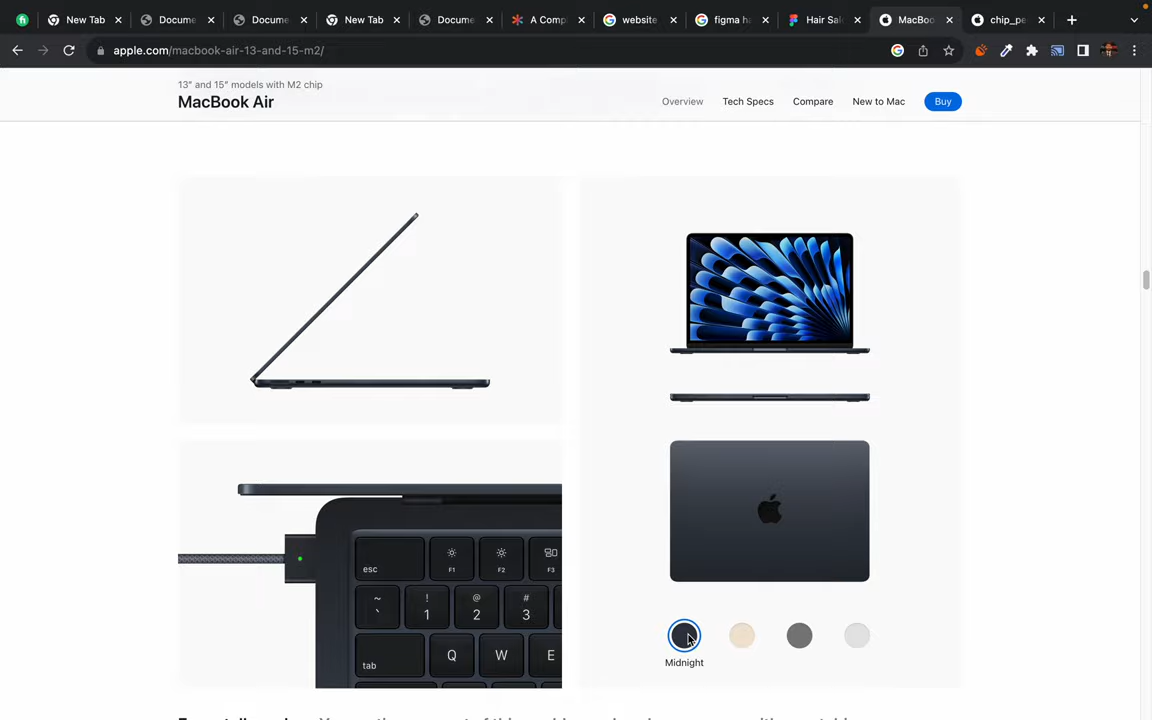 New Tab
Docume
Docume
New Tab
Docume
A Comp
website
figma ha
Hair Sal
MacBoo
chip_pe
apple.com/macbook-air-13-and-15-m2/
13” and 15” models with M2 chip
MacBook Air
Overview
Tech Specs
Compare
New to Mac
Buy
esc
F1
F2
F3
~
`
!
1
@
2
#
3
tab
Q
W
E
Midnight